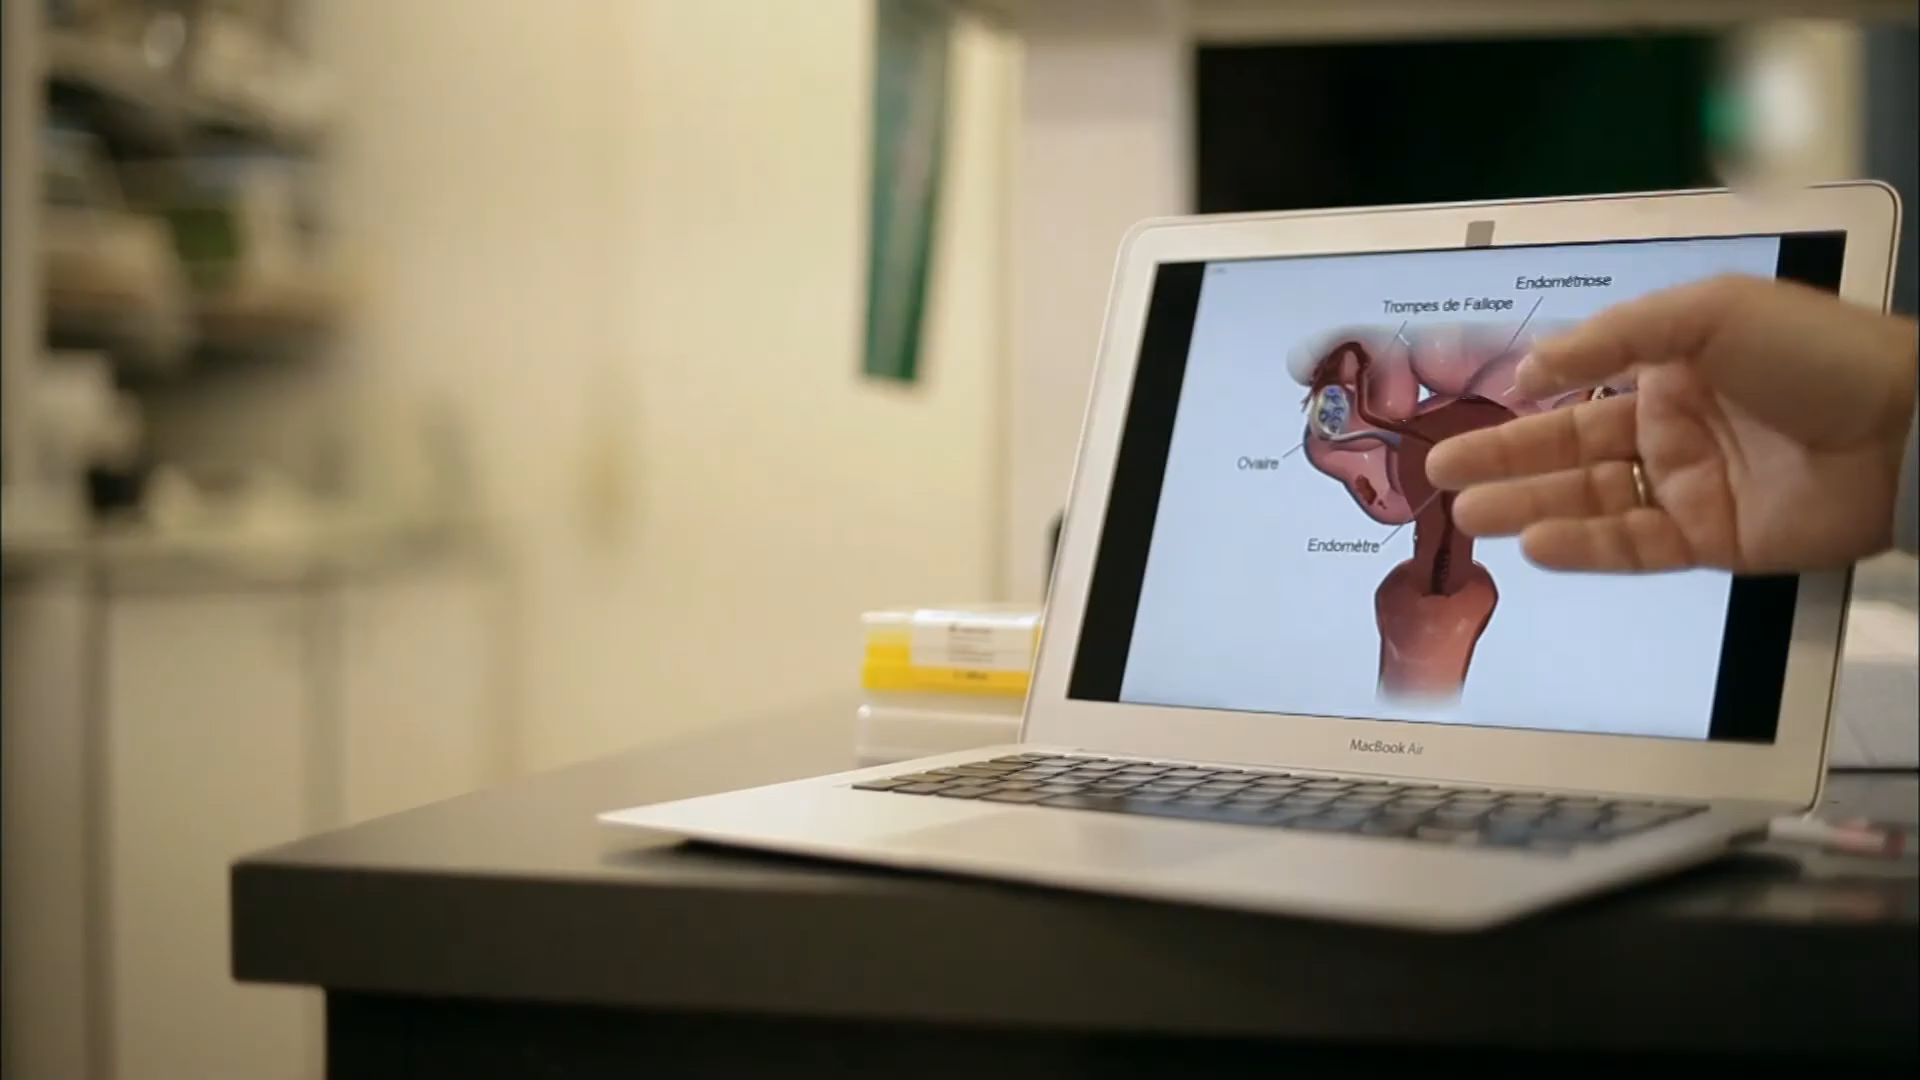 Endométriose
Trompes de Fallope
Ovaire
Endomètre
MacBook Air